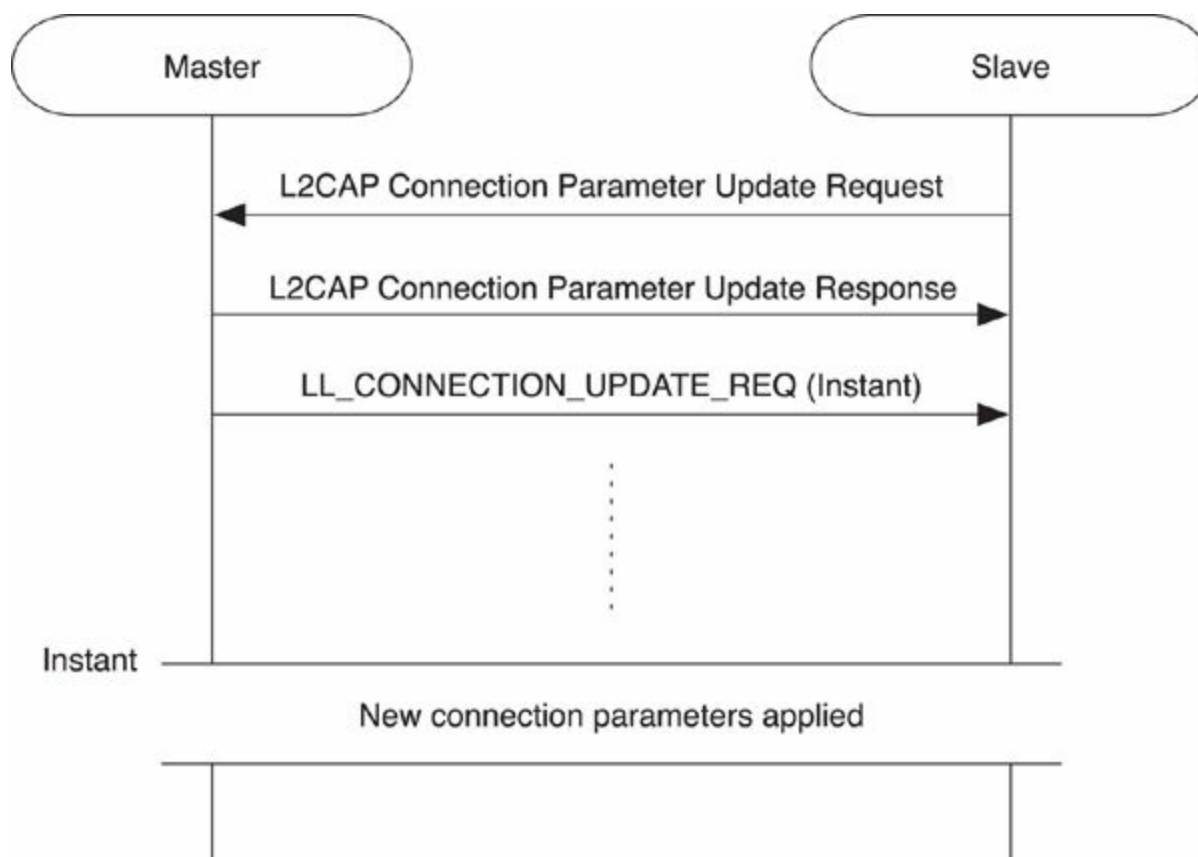 Master
Slave
L2CAP Connection Parameter Update Request
L2CAP Connection Parameter Update Response
LL_CONNECTION_UPDATE_REQ (Instant)
Instant
New connection parameters applied